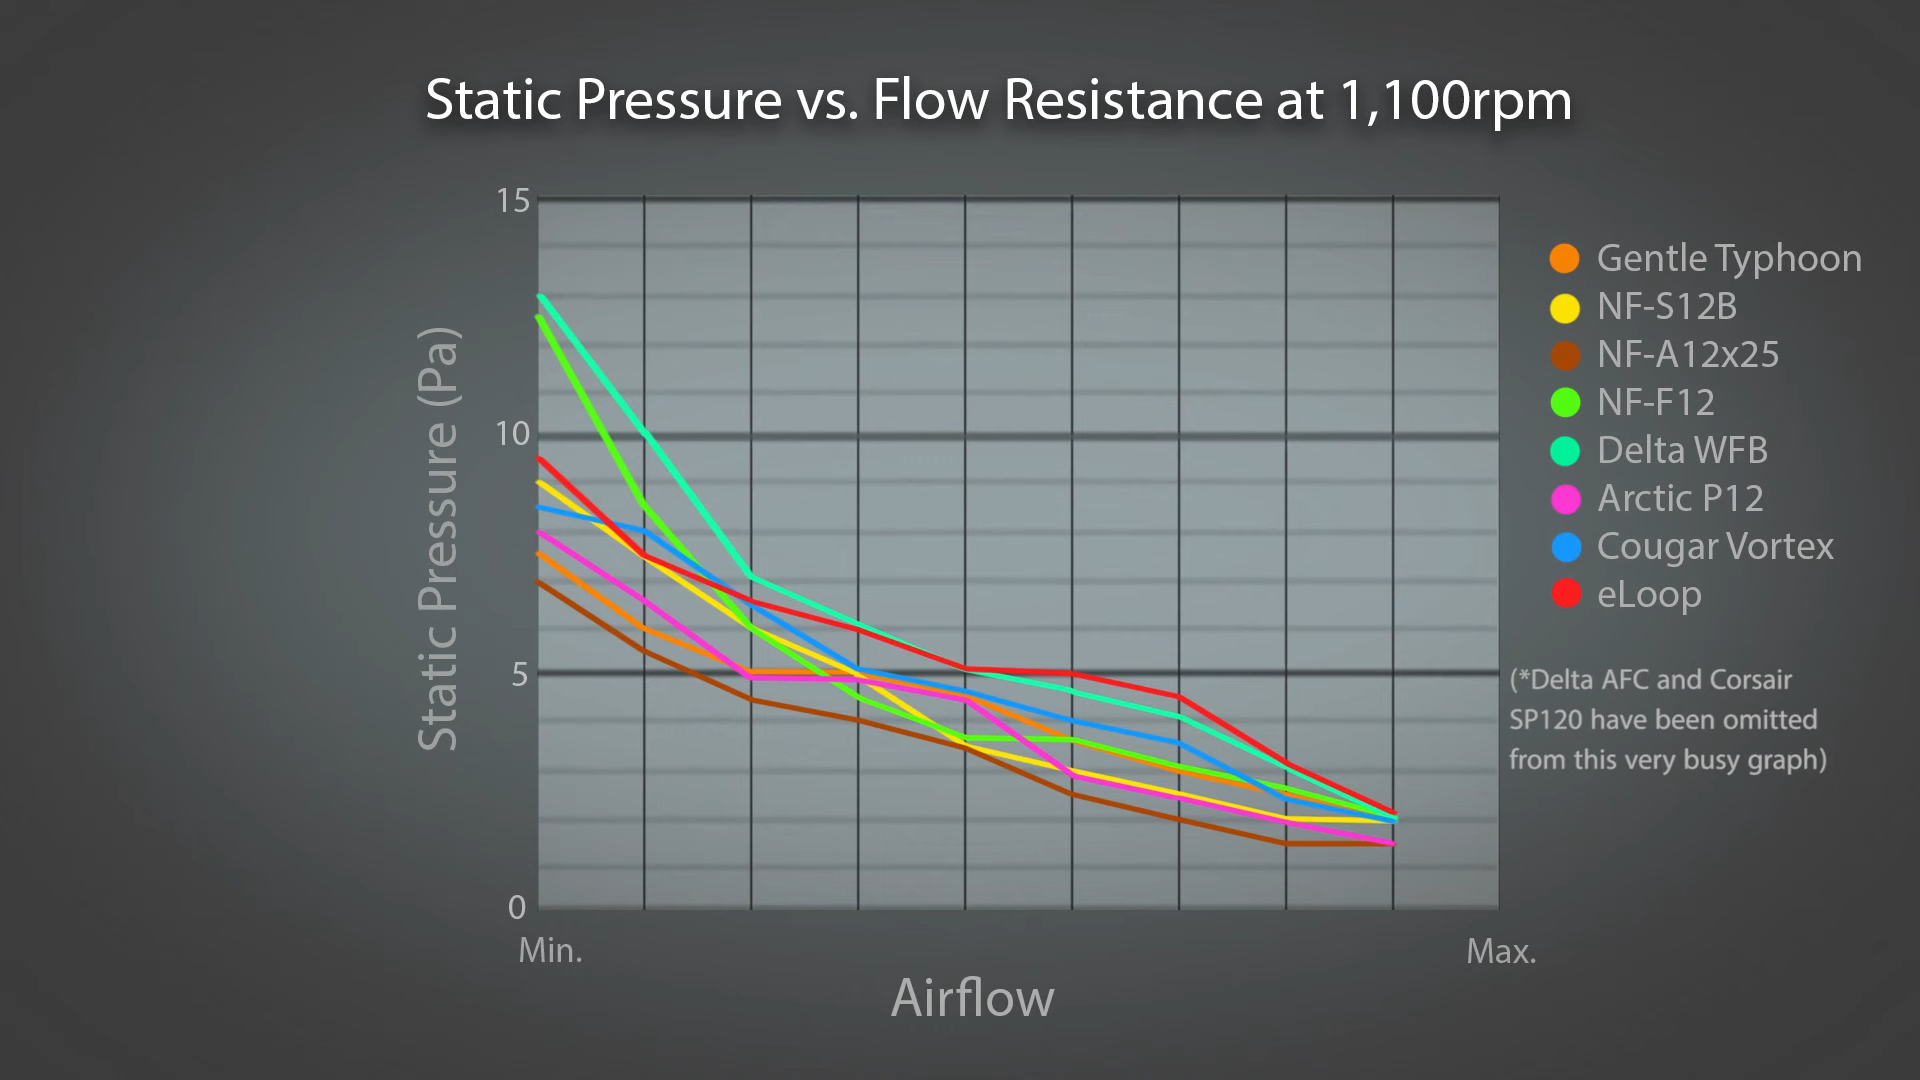 Static Pressure vs. Flow Resistance at 1,100rpm
15
10
5
0
Static Pressure (Pa)
Min.
Max.
Airflow
Gentle Typhoon
NF-S12B
NF-A12x25
NF-F12
Delta WFB
Arctic P12
Cougar Vortex
eLoop
(*Delta AFC and Corsair
SP120 have been omitted
from this very busy graph)